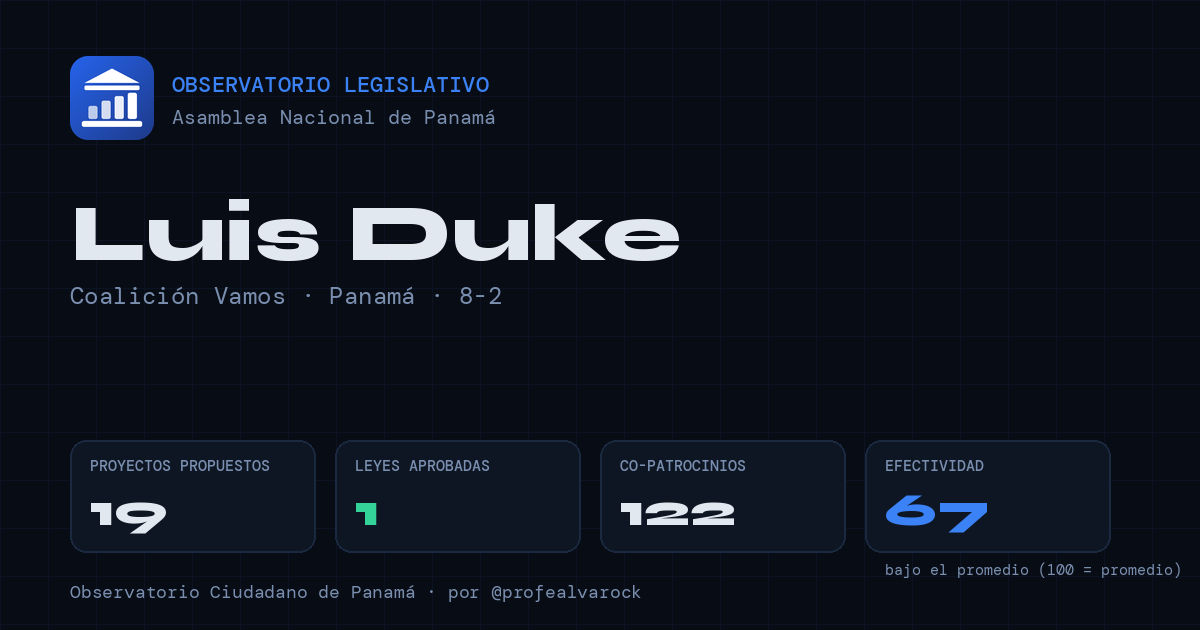 OBSERVATORIO LEGISLATIVO
Asamblea Nacional de Panamá
Luis Duke
Coalición Vamos · Panamá · 8-2
PROYECTOS PROPUESTOS
19
LEYES APROBADAS
1
CO-PATROCINIOS
122
EFECTIVIDAD
67
bajo el promedio (100 = promedio)
Observatorio Ciudadano de Panamá · por @profealvarock